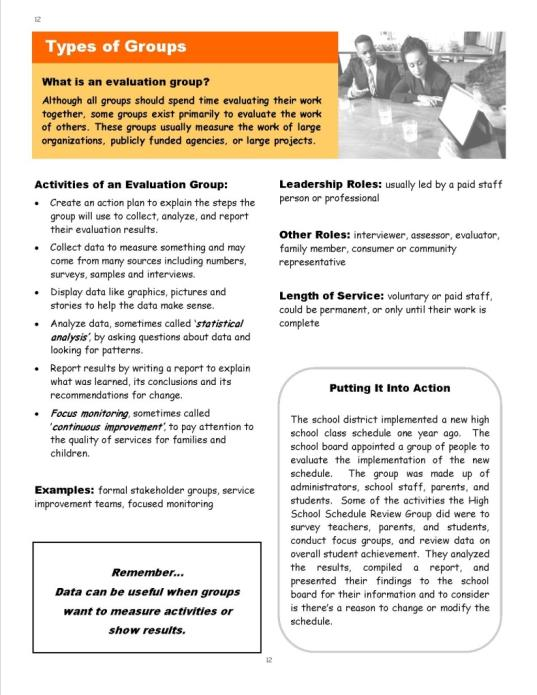 12
Types of Groups
What is an evaluation group?
Although all groups should spend time evaluating their work
together, some groups exist primarily to evaluate the work
of others. These groups usually measure the work of large
organizations, publicly funded agencies, or large projects.
Activities of an Evaluation Group:
• Create an action plan to explain the steps the
group will use to collect, analyze, and report
their evaluation results.
• Collect data to measure something and may
come from many sources including numbers,
surveys, samples and interviews.
• Display data like graphics, pictures and
stories to help the data make sense.
• Analyze data, sometimes called ‘statistical
analysis’, by asking questions about data and
looking for patterns.
• Report results by writing a report to explain
what was learned, its conclusions and its
recommendations for change.
• Focus monitoring, sometimes called
‘continuous improvement’, to pay attention to
the quality of services for families and
children.
Examples: formal stakeholder groups, service
improvement teams, focused monitoring
Remember…
Data can be useful when groups
want to measure activities or
show results.
Leadership Roles: usually led by a paid staff
person or professional
Other Roles: interviewer, assessor, evaluator,
family member, consumer or community
representative
Length of Service: voluntary or paid staff,
could be permanent, or only until their work is
complete
Putting It Into Action
The school district implemented a new high
school class schedule one year ago. The
school board appointed a group of people to
evaluate the implementation of the new
schedule. The group was made up of
administrators, school staff, parents, and
students. Some of the activities the High
School Schedule Review Group did were to
survey teachers, parents, and students,
conduct focus groups, and review data on
overall student achievement. They analyzed
the results, compiled a report, and
presented their findings to the school
board for their information and to consider
is there’s a reason to change or modify the
schedule.
12